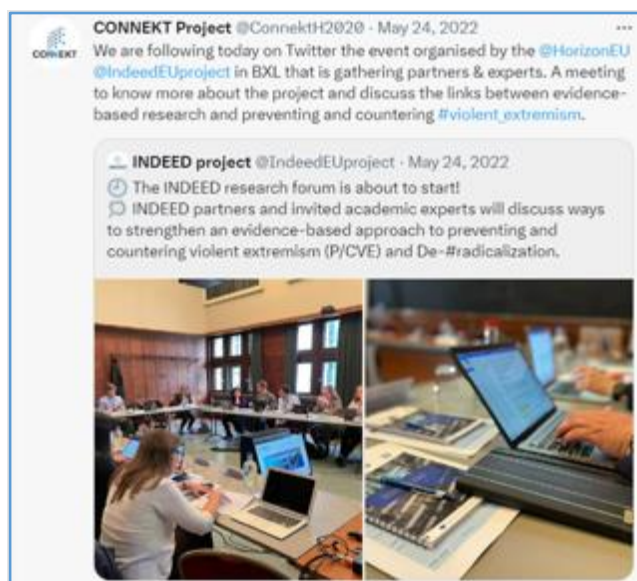 CONNEKT Project @ConnektH2020 · May 24, 2022 ...
CONNEKT
We are following today on Twitter the event organised by the @HorizonEU
@IndeedEUproject in BXL that is gathering partners & experts. A meeting
to know more about the project and discuss the links between evidence-
based research and preventing and countering #violent_extremism.
INDEED project @IndeedEUproject · May 24, 2022
🕗 The INDEED research forum is about to start!
💭 INDEED partners and invited academic experts will discuss ways
to strengthen an evidence-based approach to preventing and
countering violent extremism (P/CVE) and De-#radicalization.